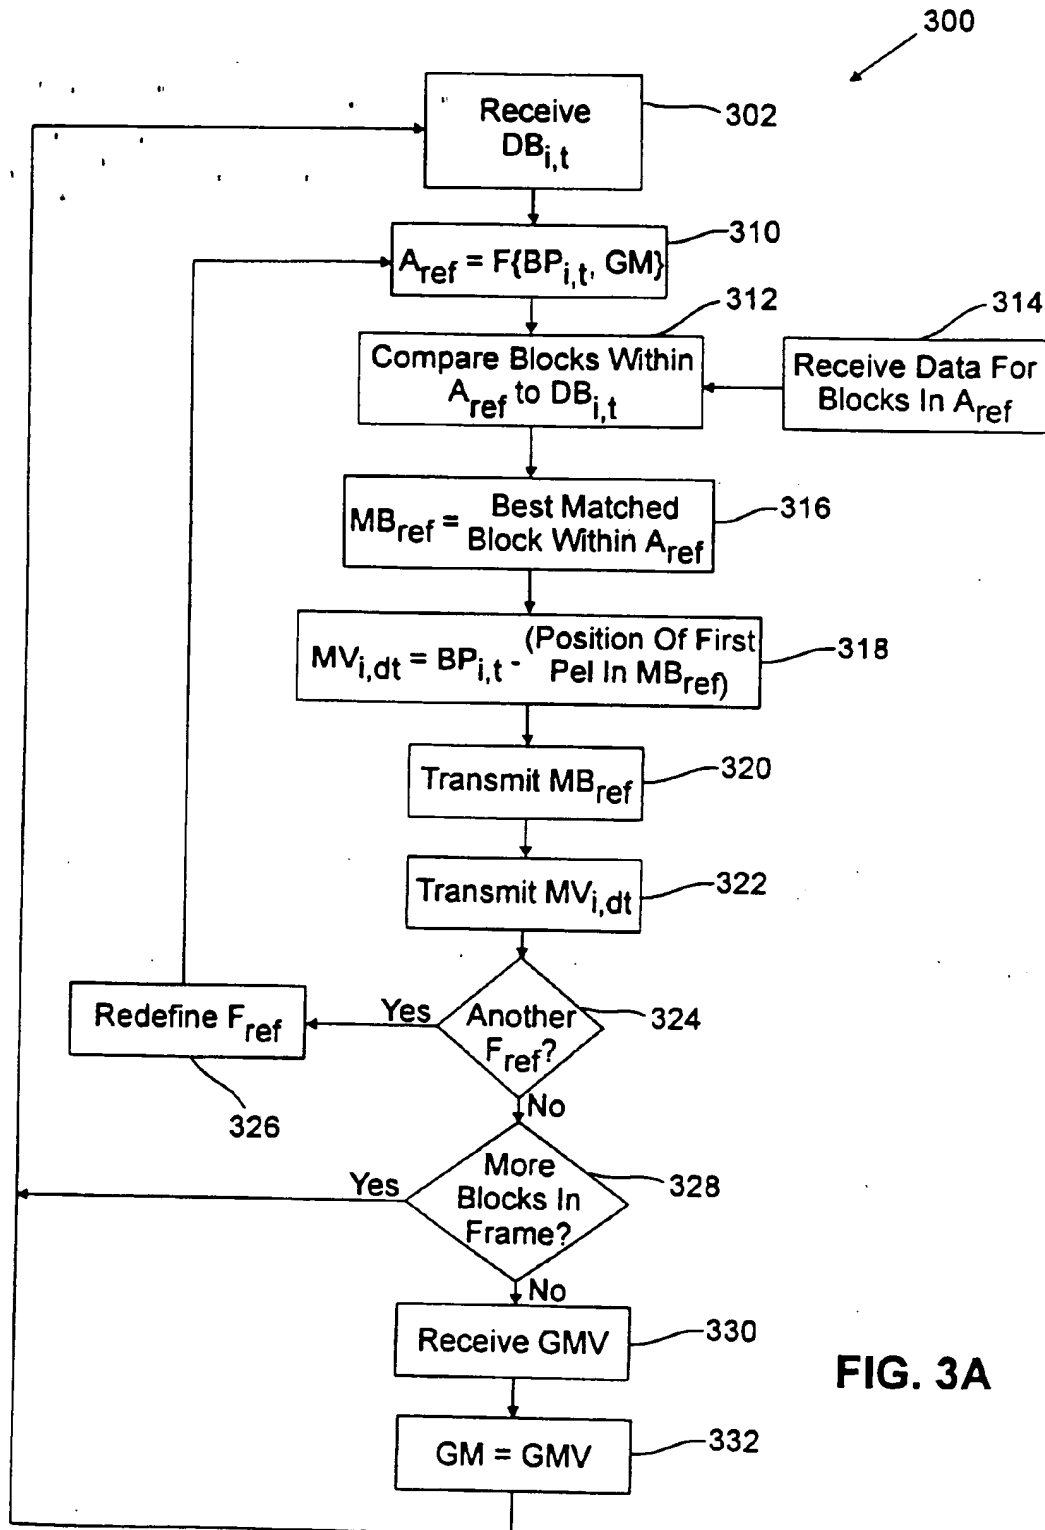 300
Receive
DBi,t
302
Aref = F{BPi,t, GM}
310
Compare Blocks Within
Aref to DBi,t
312
Receive Data For
Blocks In Aref
314
MBref = Best Matched
Block Within Aref
316
MVi,dt = BPi,t - (Position Of First
Pel In MBref)
318
Transmit MBref
320
Transmit MVi,dt
322
Another
Fref?
324
Yes
Redefine Fref
326
No
More
Blocks In
Frame?
328
Yes
No
Receive GMV
330
GM = GMV
332
FIG. 3A